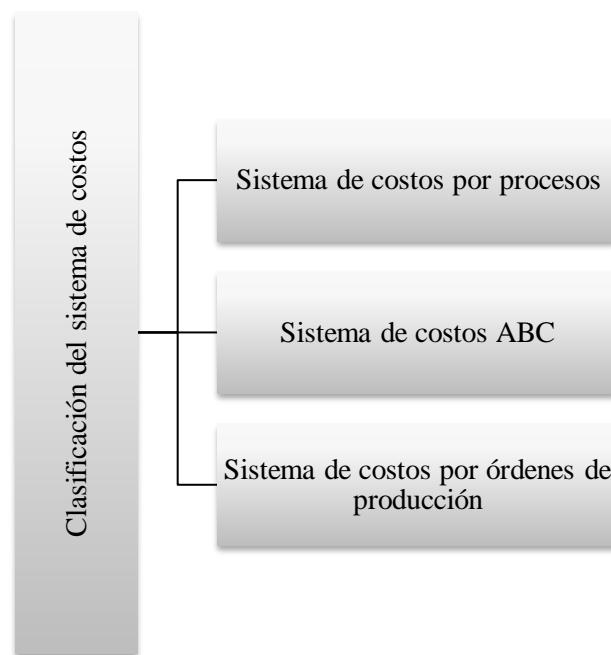 Clasificación del sistema de costos
Sistema de costos por procesos
Sistema de costos ABC
Sistema de costos por órdenes de
producción